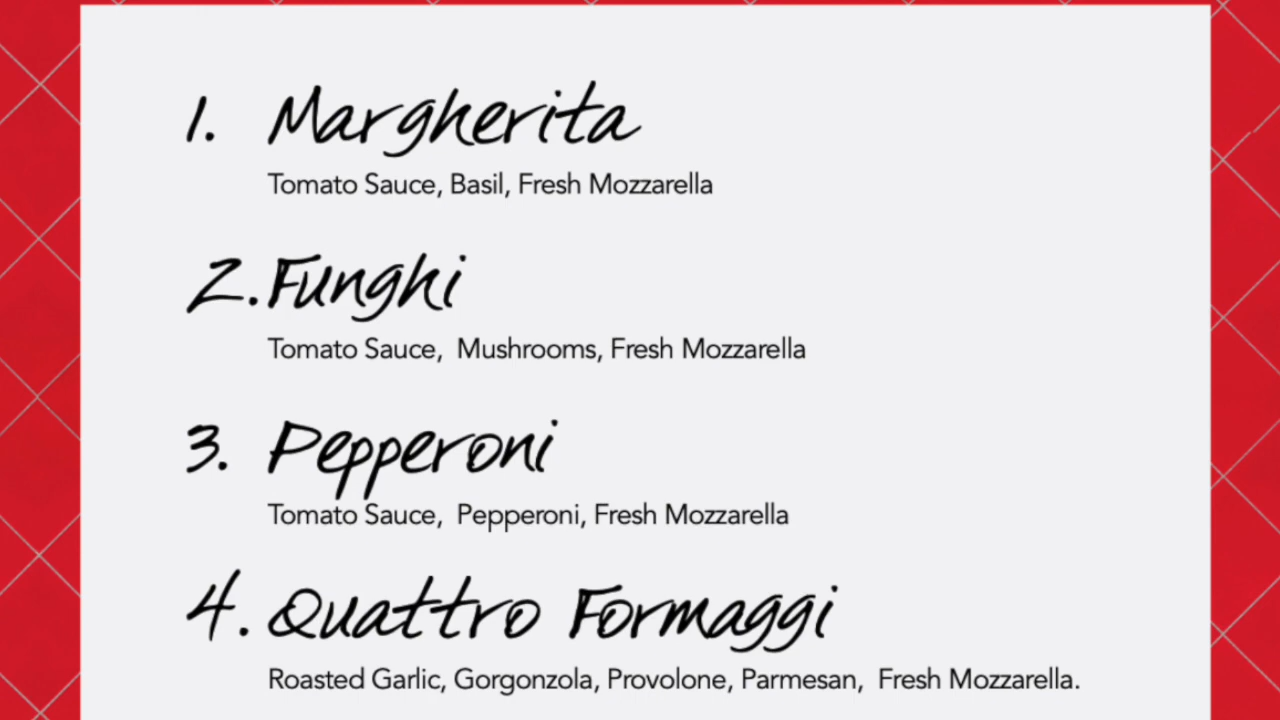 1. Margherita
Tomato Sauce, Basil, Fresh Mozzarella
2. Funghi
Tomato Sauce, Mushrooms, Fresh Mozzarella
3. Pepperoni
Tomato Sauce, Pepperoni, Fresh Mozzarella
4. Quattro Formaggi
Roasted Garlic, Gorgonzola, Provolone, Parmesan, Fresh Mozzarella.